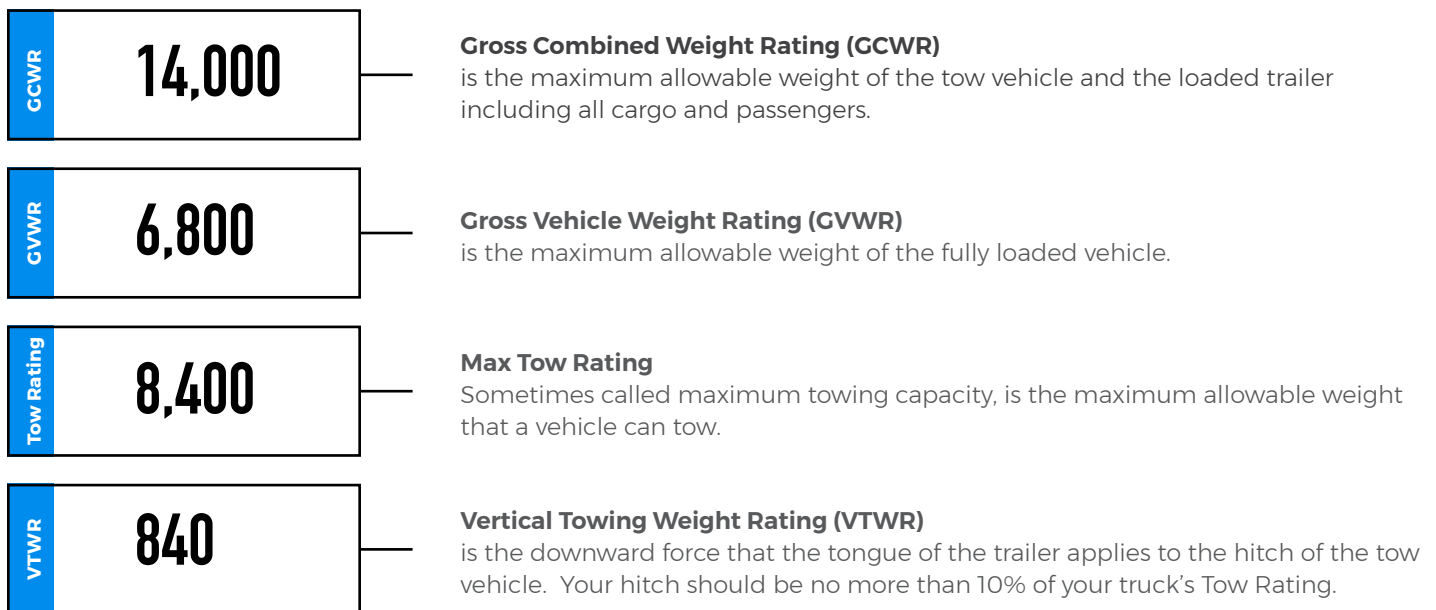 GCWR
14,000
Gross Combined Weight Rating (GCWR)
is the maximum allowable weight of the tow vehicle and the loaded trailer
including all cargo and passengers.
GVWR
6,800
Gross Vehicle Weight Rating (GVWR)
is the maximum allowable weight of the fully loaded vehicle.
Tow Rating
8,400
Max Tow Rating
Sometimes called maximum towing capacity, is the maximum allowable weight
that a vehicle can tow.
VTWR
840
Vertical Towing Weight Rating (VTWR)
is the downward force that the tongue of the trailer applies to the hitch of the tow
vehicle.  Your hitch should be no more than 10% of your truck's Tow Rating.